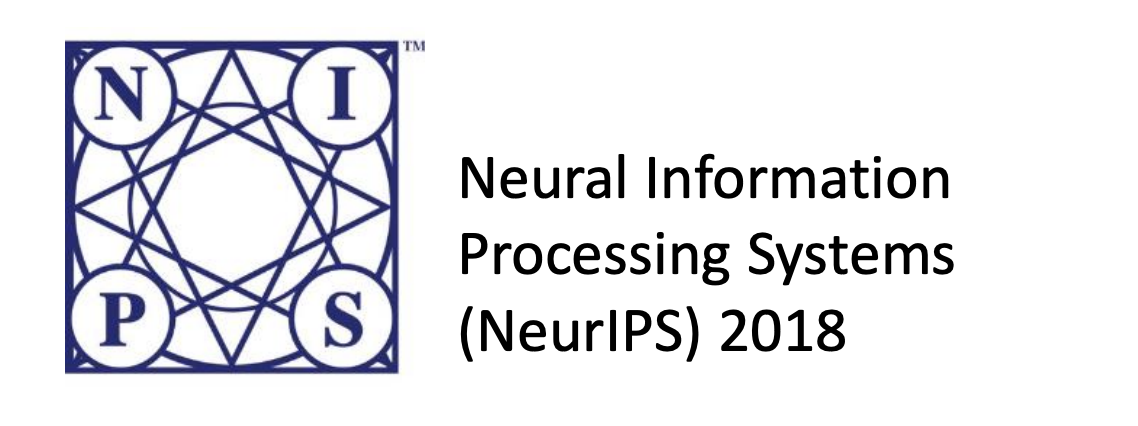 N I
P S
TM
Neural Information
Processing Systems
(NeurIPS) 2018